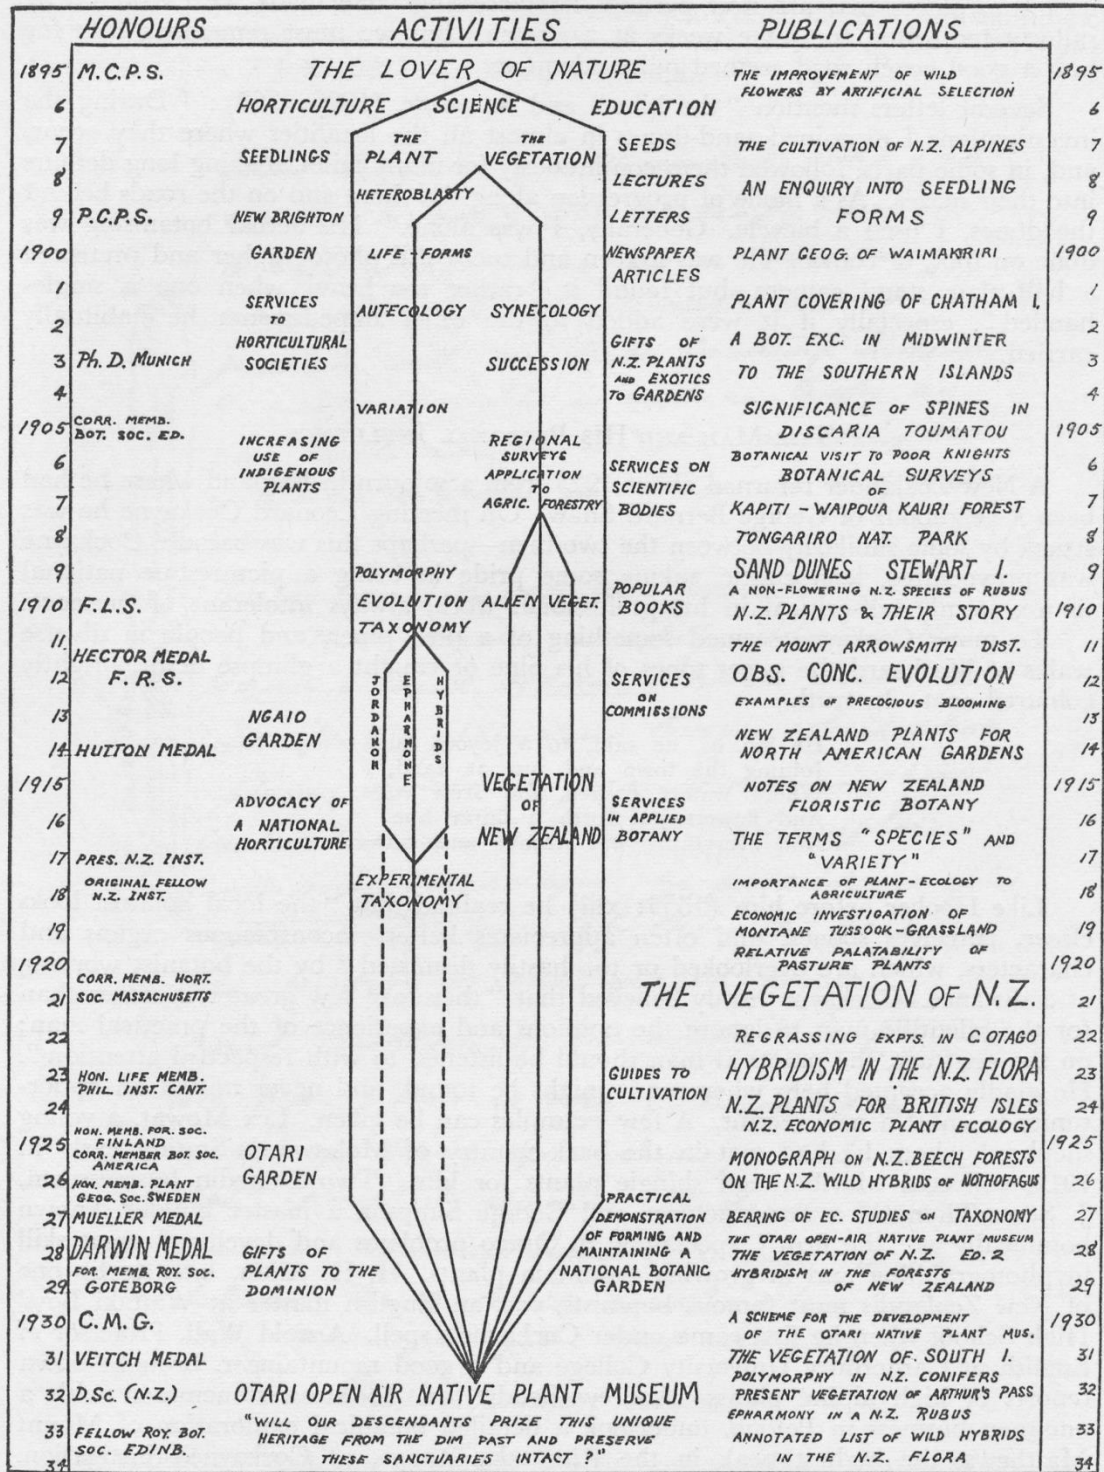 HONOURS
ACTIVITIES
PUBLICATIONS
1895
6
7
8
9
1900
1
2
3
4
1905
6
7
8
9
1910
11
12
13
14
1915
16
17
18
19
1920
21
22
23
24
1925
26
27
28
29
1930
31
32
33
34
M.C.P.S.
P.C.P.S.
Ph. D. MUNICH
CORR. MEMB.
BOT. SOC. ED.
F.L.S.
HECTOR MEDAL
F.R.S.
HUTTON MEDAL
PRES. N.Z. INST.
ORIGINAL FELLOW
N.Z. INST.
CORR. MEMB. HORT.
SOC. MASSACHUSETTS
HON. LIFE MEMB.
PHIL. INST. CANT.
HON. MEMB. FOR. SOC.
FINLAND
CORR. MEMBER BOT. SOC.
AMERICA
HON. MEMB. PLANT
GEOG. SOC. SWEDEN
MUELLER MEDAL
DARWIN MEDAL
FOR. MEMB. ROY. SOC.
GOTEBORG
C.M.G.
VEITCH MEDAL
D.Sc. (N.Z.)
FELLOW ROY. BOT.
SOC. EDINB.
THE LOVER OF NATURE
HORTICULTURE
SCIENCE
EDUCATION
SEEDLINGS
NEW BRIGHTON
GARDEN
SERVICES
TO
HORTICULTURAL
SOCIETIES
INCREASING
USE OF
INDIGENOUS
PLANTS
NGAIO
GARDEN
ADVOCACY OF
A NATIONAL
HORTICULTURE
OTARI
GARDEN
GIFTS OF
PLANTS TO THE
DOMINION
THE
PLANT
HETEROBLASTY
LIFE-FORMS
AUTECOLOGY
VARIATION
POLYMORPHY
EVOLUTION
TAXONOMY
JORDANON
EPHARMONE
HYBRIDS
EXPERIMENTAL
TAXONOMY
THE
VEGETATION
SYNECOLOGY
SUCCESSION
REGIONAL
SURVEYS
APPLICATION
TO
AGRIC. FORESTRY
ALIEN VEGET.
VEGETATION
OF
NEW ZEALAND
SEEDS
LECTURES
LETTERS
NEWSPAPER
ARTICLES
GIFTS OF
N.Z. PLANTS
AND EXOTICS
TO GARDENS
SERVICES ON
SCIENTIFIC
BODIES
POPULAR
BOOKS
SERVICES
ON
COMMISSIONS
SERVICES
IN APPLIED
BOTANY
GUIDES TO
CULTIVATION
PRACTICAL
DEMONSTRATION
OF FORMING AND
MAINTAINING A
NATIONAL BOTANIC
GARDEN
OTARI OPEN AIR NATIVE PLANT MUSEUM
"WILL OUR DESCENDANTS PRIZE THIS UNIQUE
HERITAGE FROM THE DIM PAST AND PRESERVE
THESE SANCTUARIES INTACT ?"
THE IMPROVEMENT OF WILD
FLOWERS BY ARTIFICIAL SELECTION
THE CULTIVATION OF N.Z. ALPINES
AN ENQUIRY INTO SEEDLING
FORMS
PLANT GEOG. OF WAIMAKIRIRI
PLANT COVERING OF CHATHAM I.
A BOT. EXC. IN MIDWINTER
TO THE SOUTHERN ISLANDS
SIGNIFICANCE OF SPINES IN
DISCARIA TOUMATOU
BOTANICAL VISIT TO POOR KNIGHTS
BOTANICAL SURVEYS
OF
KAPITI - WAIPOUA KAURI FOREST
TONGARIRO NAT. PARK
SAND DUNES STEWART I.
A NON-FLOWERING N.Z. SPECIES OF RUBUS
N.Z. PLANTS & THEIR STORY
THE MOUNT ARROWSMITH DIST.
OBS. CONC. EVOLUTION
EXAMPLES OF PRECOCIOUS BLOOMING
NEW ZEALAND PLANTS FOR
NORTH AMERICAN GARDENS
NOTES ON NEW ZEALAND
FLORISTIC BOTANY
THE TERMS "SPECIES" AND
"VARIETY"
IMPORTANCE OF PLANT-ECOLOGY TO
AGRICULTURE
ECONOMIC INVESTIGATION OF
MONTANE TUSSOCK-GRASSLAND
RELATIVE PALATABILITY OF
PASTURE PLANTS
THE VEGETATION OF N.Z.
REGRASSING EXPTS. IN C. OTAGO
HYBRIDISM IN THE N.Z. FLORA
N.Z. PLANTS FOR BRITISH ISLES
N.Z. ECONOMIC PLANT ECOLOGY
MONOGRAPH ON N.Z. BEECH FORESTS
ON THE N.Z. WILD HYBRIDS OF NOTHOFAGUS
BEARING OF EC. STUDIES ON TAXONOMY
THE OTARI OPEN-AIR NATIVE PLANT MUSEUM
THE VEGETATION OF N.Z. ED. 2
HYBRIDISM IN THE FORESTS
OF NEW ZEALAND
A SCHEME FOR THE DEVELOPMENT
OF THE OTARI NATIVE PLANT MUS.
THE VEGETATION OF SOUTH I.
POLYMORPHY IN N.Z. CONIFERS
PRESENT VEGETATION OF ARTHUR'S PASS
EPHARMONY IN A N.Z. RUBUS
ANNOTATED LIST OF WILD HYBRIDS
IN THE N.Z. FLORA
1895
6
7
8
9
1900
1
2
3
4
1905
6
7
8
9
1910
11
12
13
14
1915
16
17
18
19
1920
21
22
23
24
1925
26
27
28
29
1930
31
32
33
34